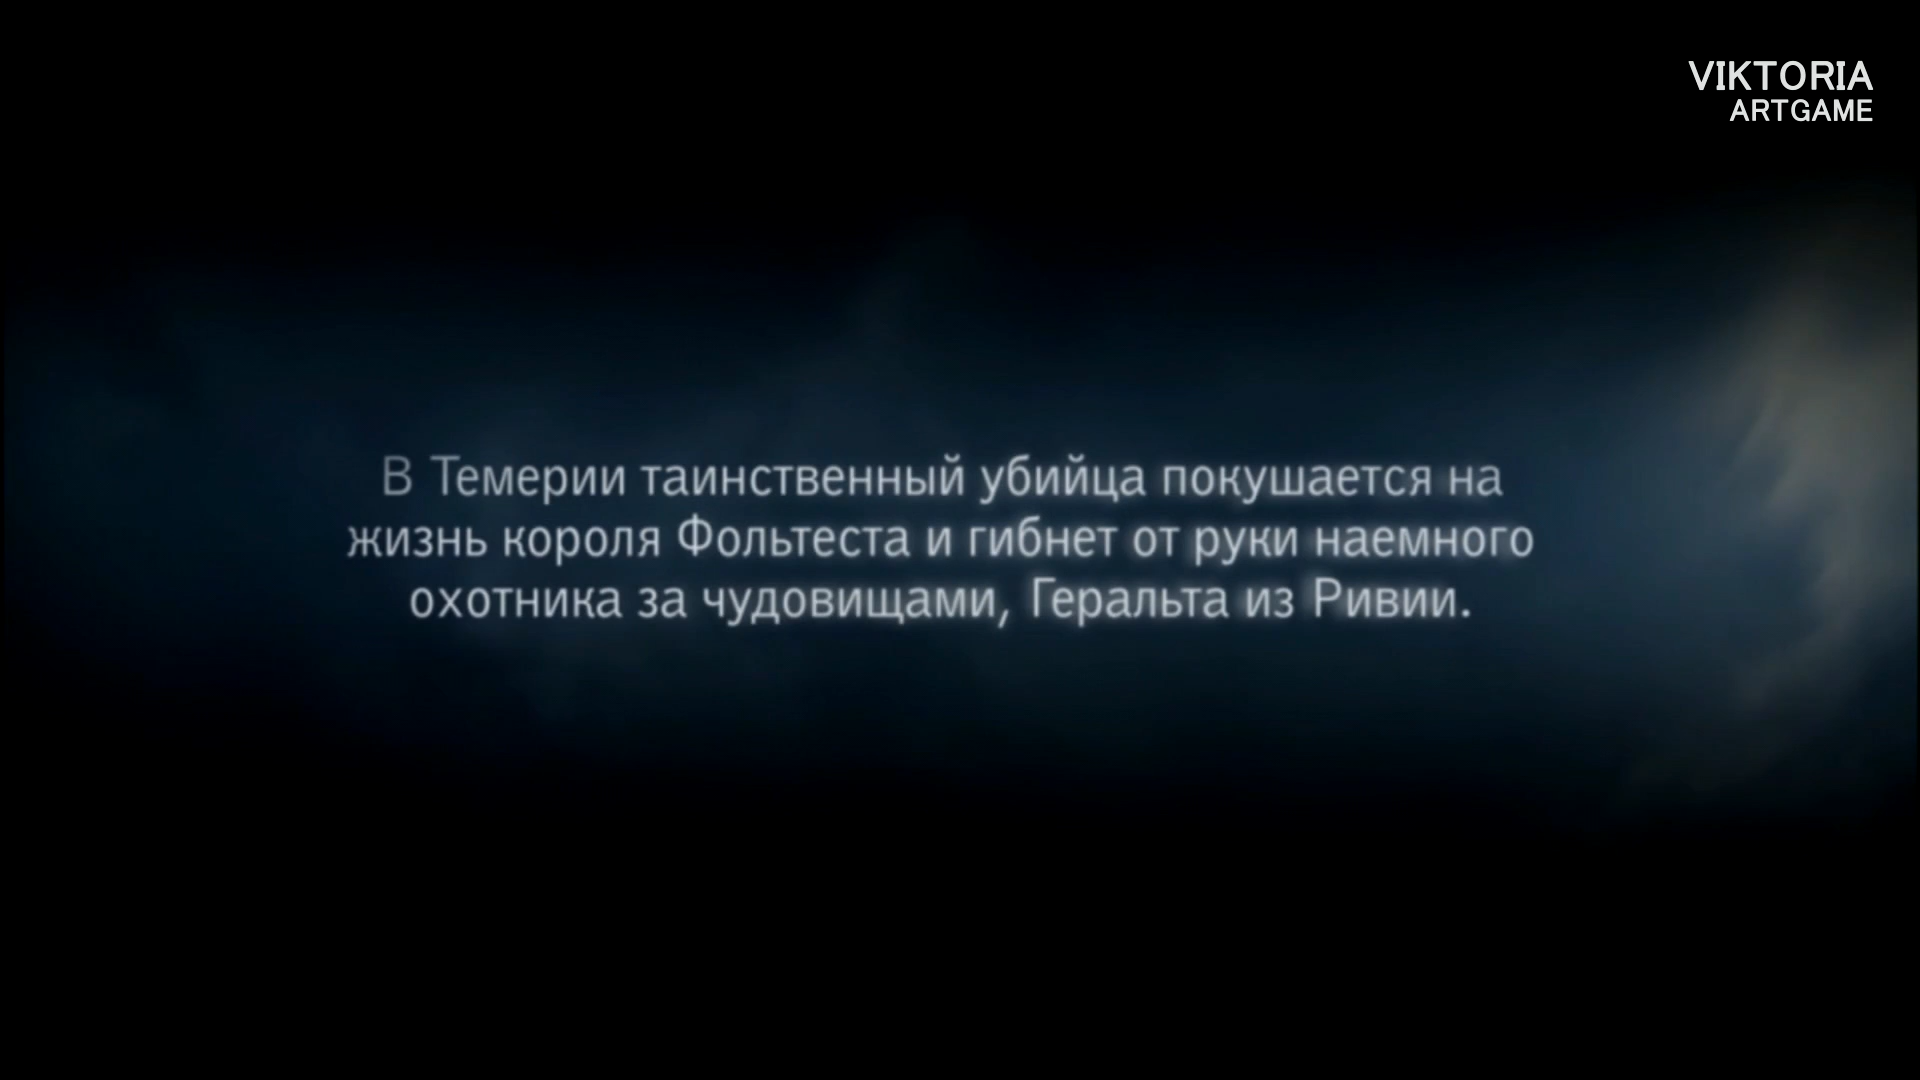 VIKTORIA
ARTGAME
В Темерии таинственный убийца покушается на
жизнь короля Фольтеста и гибнет от руки наемного
охотника за чудовищами, Геральта из Ривии.